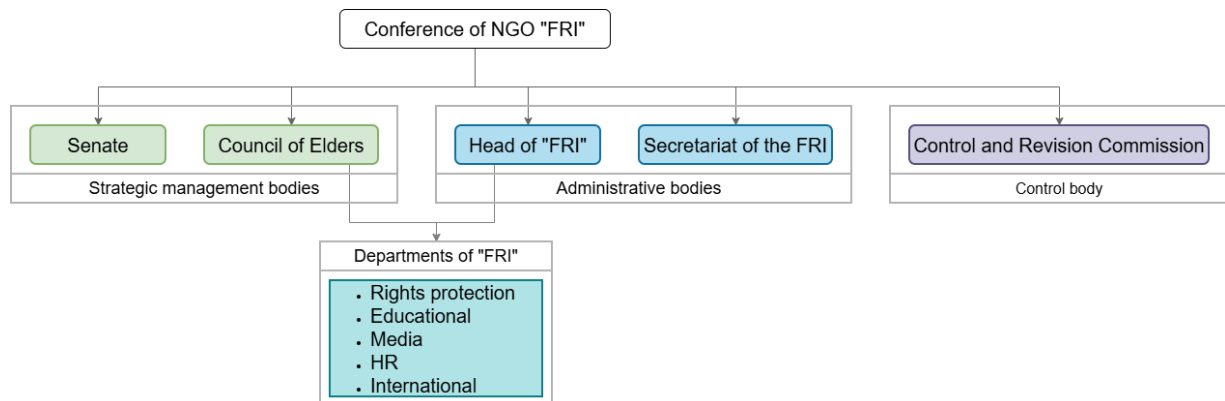 Conference of NGO "FRI"
Senate
Council of Elders
Strategic management bodies
Head of "FRI"
Secretariat of the FRI
Administrative bodies
Control and Revision Commission
Control body
Departments of "FRI"
• Rights protection
• Educational
• Media
• HR
• International